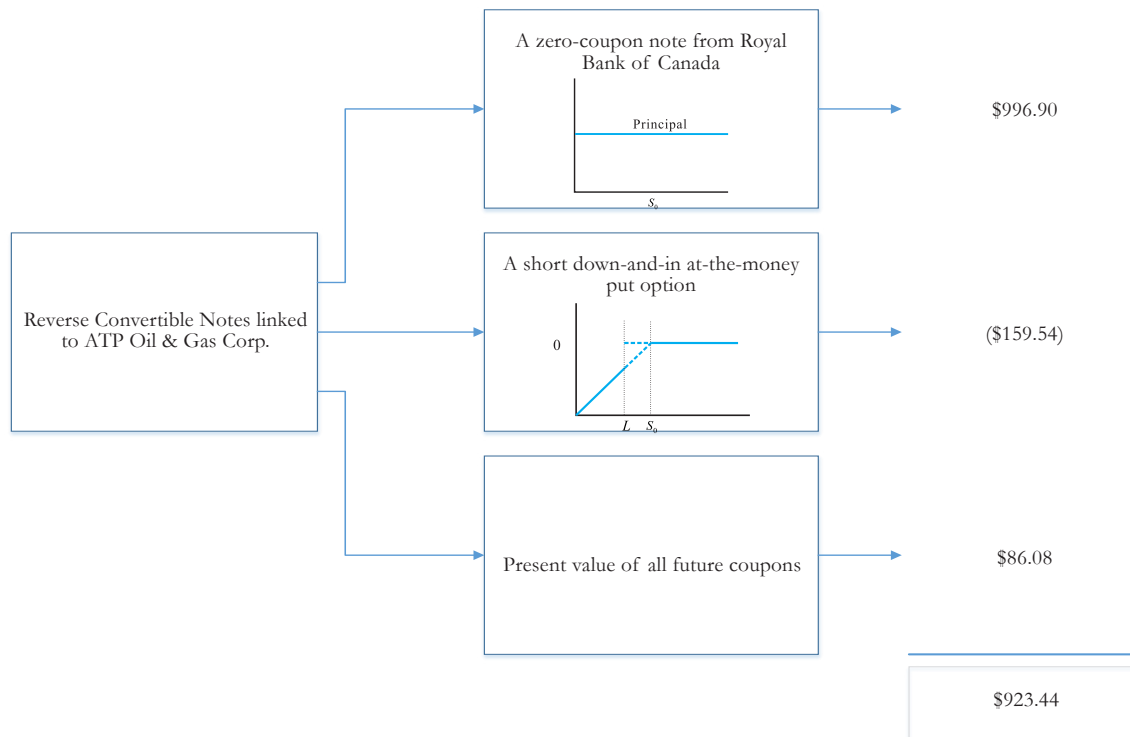 A zero-coupon note from Royal
Bank of Canada
Principal
S₀
$996.90
Reverse Convertible Notes linked
to ATP Oil & Gas Corp.
A short down-and-in at-the-money
put option
0
L S₀
($159.54)
Present value of all future coupons
$86.08
$923.44